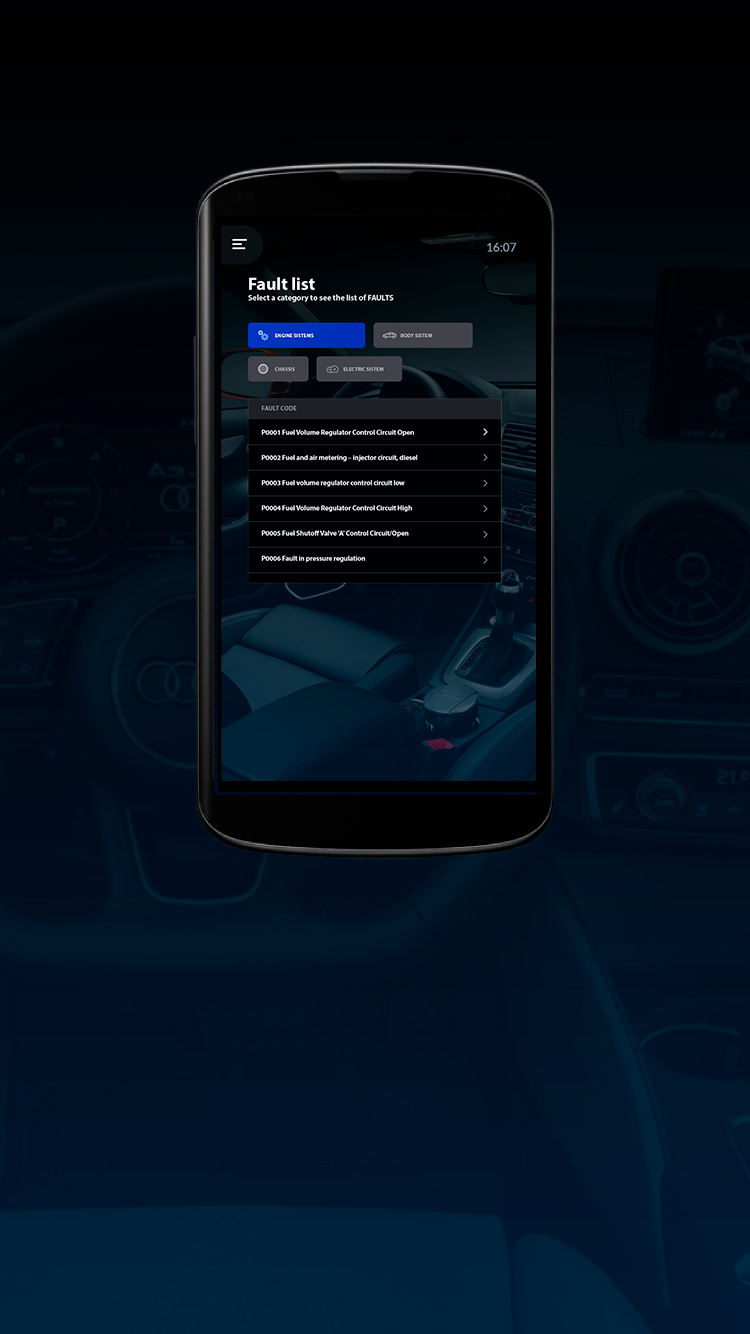 16:07
Fault list
Select a category to see the list of FAULTS
ENGINE SISTEMS
BODY SISTEM
CHASSIS
ELECTRIC SISTEM
FAULT CODE
P0001 Fuel Volume Regulator Control Circuit Open
P0002 Fuel and air metering – injector circuit, diesel
P0003 Fuel volume regulator control circuit low
P0004 Fuel Volume Regulator Control Circuit High
P0005 Fuel Shutoff Valve 'A' Control Circuit/Open
P0006 Fault in pressure regulation
A3
P